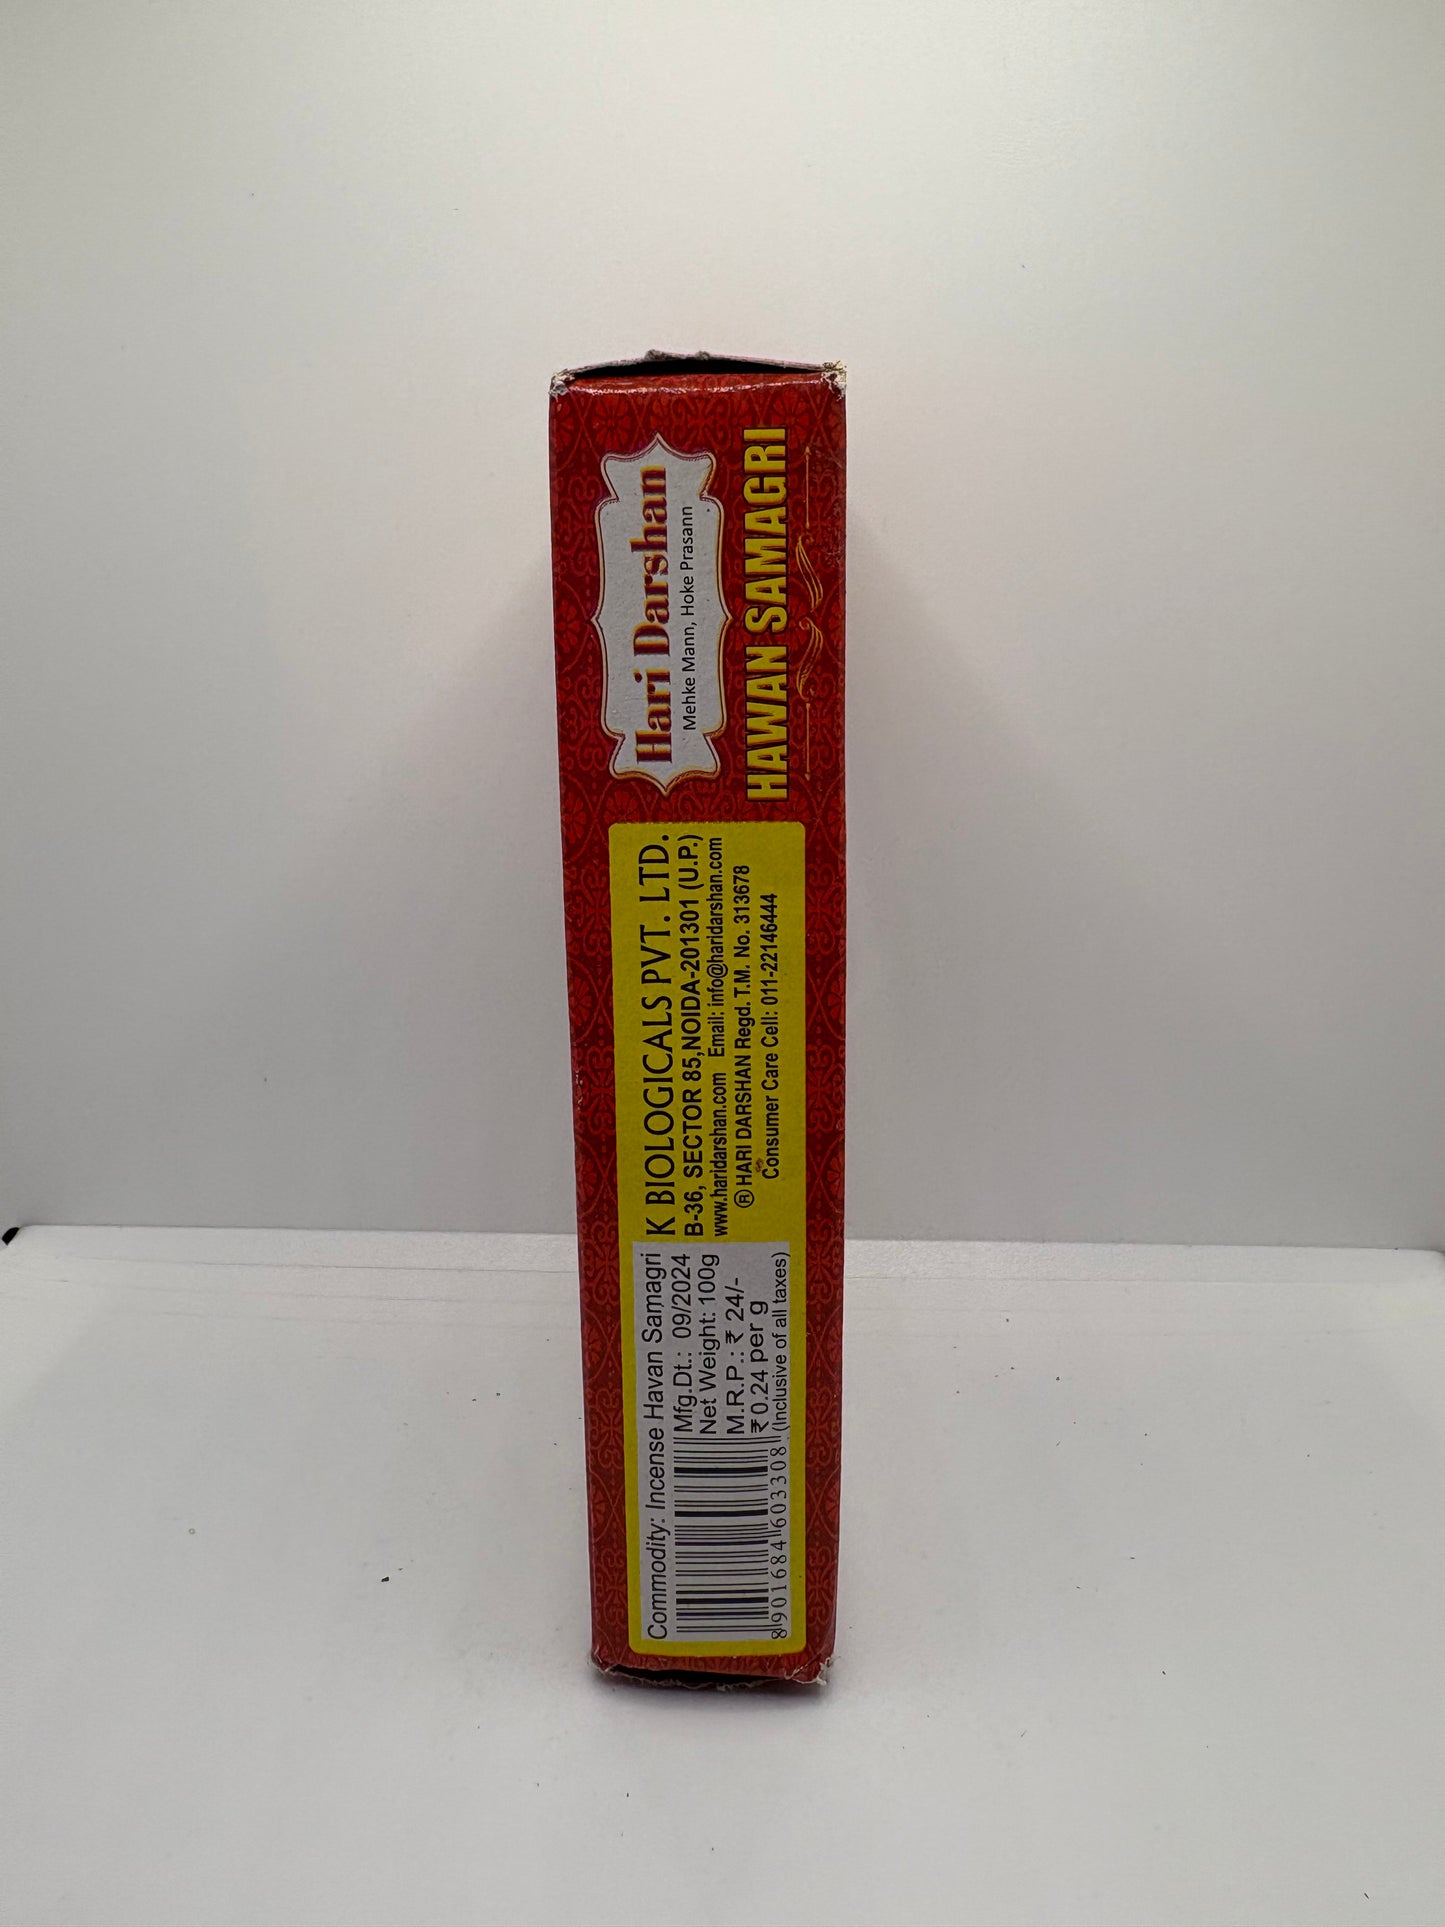 Hari Darshan
Mehke Mann, Hoke Prasann
HAWAN SAMAGRI
K BIOLOGICALS PVT. LTD.
B-36, SECTOR 85,NOIDA-201301 (U.P.)
www.haridarshan.com Email: info@haridarshan.com
® HARI DARSHAN Regd. T.M. No. 313678
Consumer Care Cell: 011-22146444
Commodity: Incense Havan Samagri
Mfg.Dt.: 09/2024
Net Weight: 100g
M.R.P.: ₹ 24/-
₹ 0.24 per g
(Inclusive of all taxes)
8901684603308